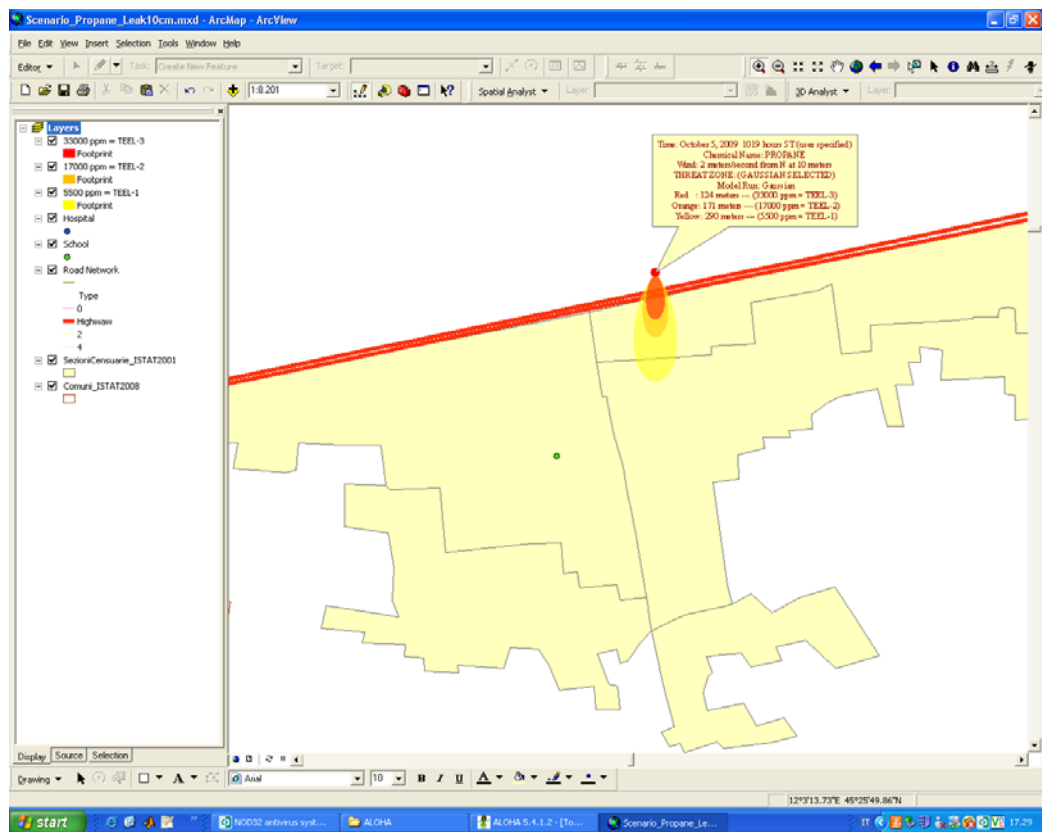 Scenario_Propane_Leak10cm.mxd - ArcMap - ArcView
File Edit View Insert Selection Tools Window Help
Editor Task: Create New Feature Target:
1:8.201 Spatial Analyst Layer: 3D Analyst Layer:
Layers
33000 ppm = TEEL-3
Footprint
17000 ppm = TEEL-2
Footprint
5500 ppm = TEEL-1
Footprint
Hospital
School
Road Network
Type
0
Highwaw
2
4
SezioniCensuarie_ISTAT2001
Comuni_ISTAT2008
Time: October 5, 2009 1019 hours ST (user specified)
Chemical Name: PROPANE
Wind: 2 meters/second from N at 10 meters
THREAT ZONE: (GAUSSIAN SELECTED)
Model Run: Gaussian
Red : 124 meters --- (33000 ppm = TEEL-3)
Orange: 171 meters --- (17000 ppm = TEEL-2)
Yellow: 290 meters --- (5500 ppm = TEEL-1)
Display Source Selection
Drawing A Arial 10 B I U A
12°3'13.73"E 45°25'49.86"N
start NOD32 antivirus syst... ALOHA ALOHA 5.4.1.2 - [To... Scenario_Propane_Le... IT 17.29